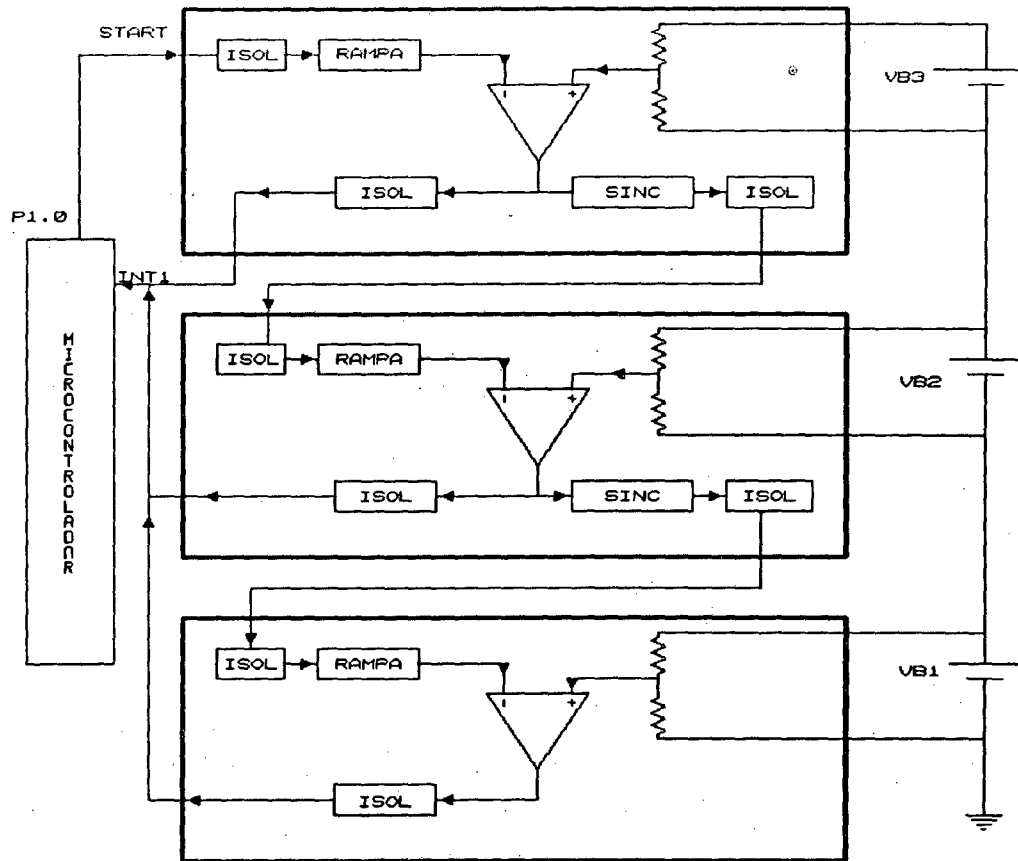 START
ISOL
RAMPA
-
+
VB3
ISOL
SINC
ISOL
P1.0
INT1
MICROCONTROLADOR
ISOL
RAMPA
-
+
VB2
ISOL
SINC
ISOL
ISOL
RAMPA
-
+
VB1
ISOL